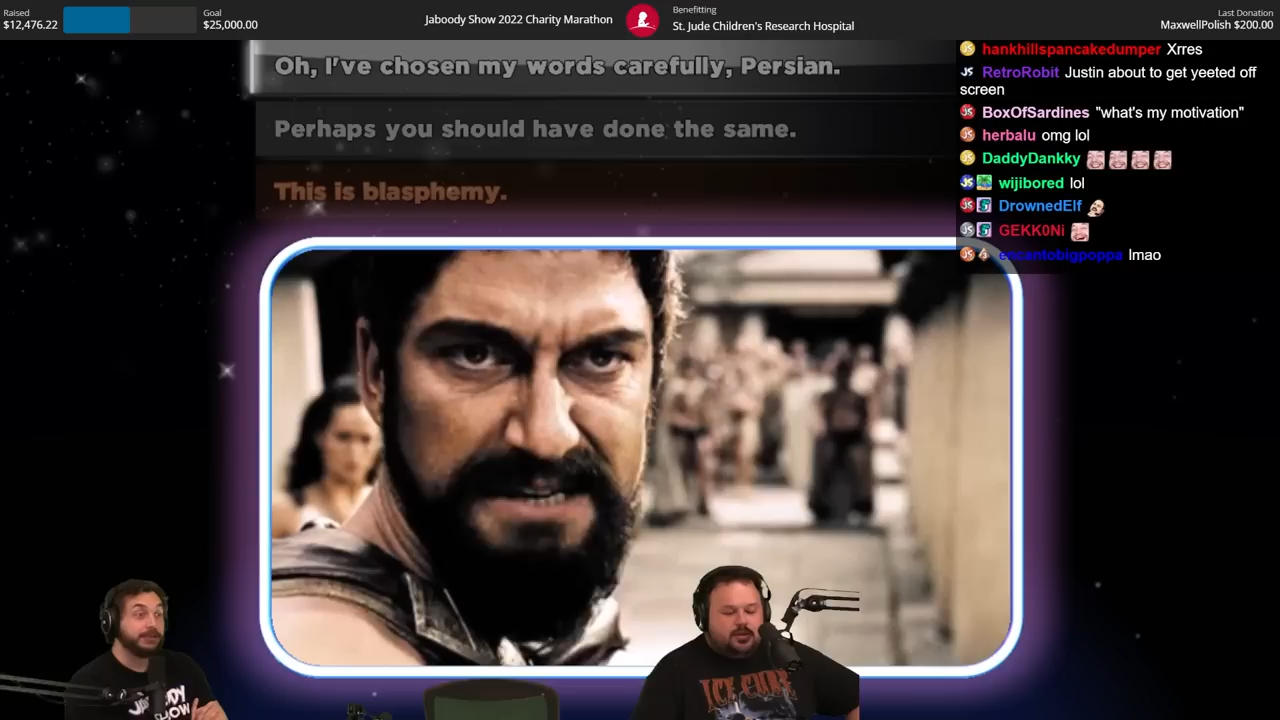 Raised
$12,476.22
Goal
$25,000.00
Jaboody Show 2022 Charity Marathon
Benefitting
St. Jude Children's Research Hospital
Last Donation
MaxwellPolish $200.00
Oh, I've chosen my words carefully, Persian.
Perhaps you should have done the same.
This is blasphemy.
hankhillspancakedumper Xrres
RetroRobit Justin about to get yeeted off
screen
BoxOfSardines "what's my motivation"
herbalu omg lol
DaddyDankky
wijibored lol
DrownedElf
GEKK0Ni
encantobigpoppa lmao
JABODY
SHOW
ICE CUBE